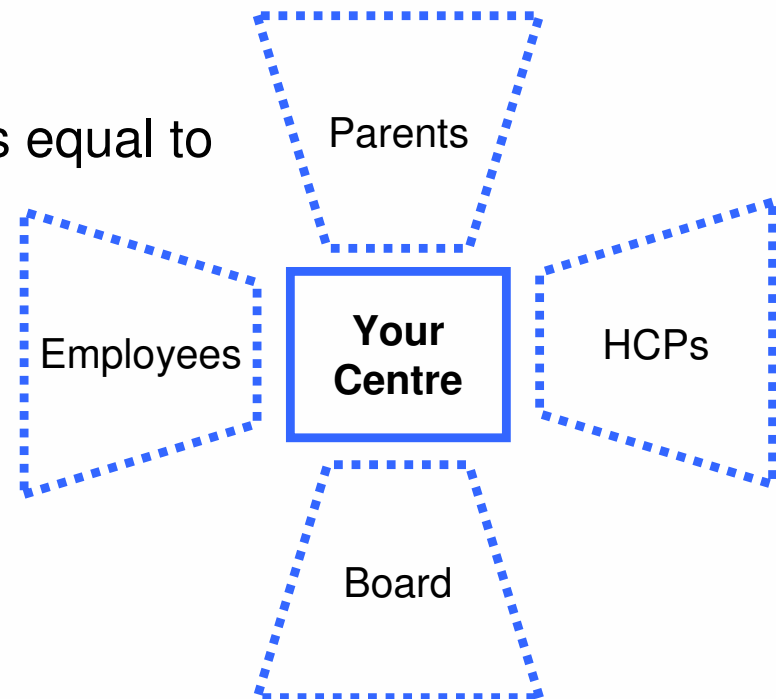 Parents
s equal to
Employees
Your
Centre
HCPs
Board